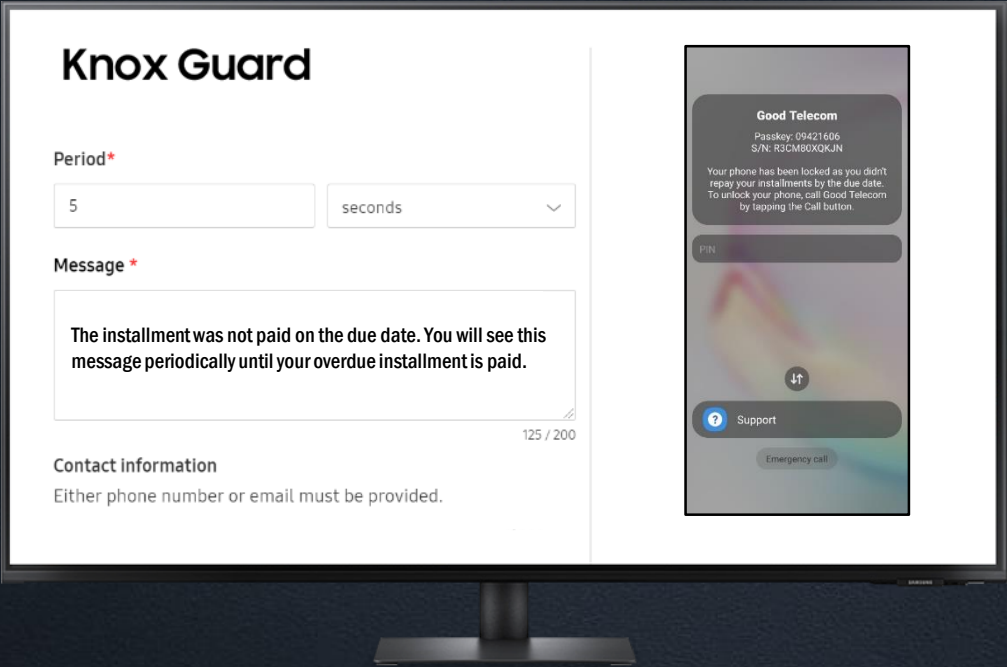 Knox Guard
Period*
5
seconds
Message *
The installment was not paid on the due date. You will see this
message periodically until your overdue installment is paid.
125 / 200
Contact information
Either phone number or email must be provided.
Good Telecom
Passkey: 09421606
S/N: R3CM80XQKJN
Your phone has been locked as you didn't
repay your installments by the due date.
To unlock your phone, call Good Telecom
by tapping the Call button.
PIN
?
Support
Emergency call
SAMSUNG